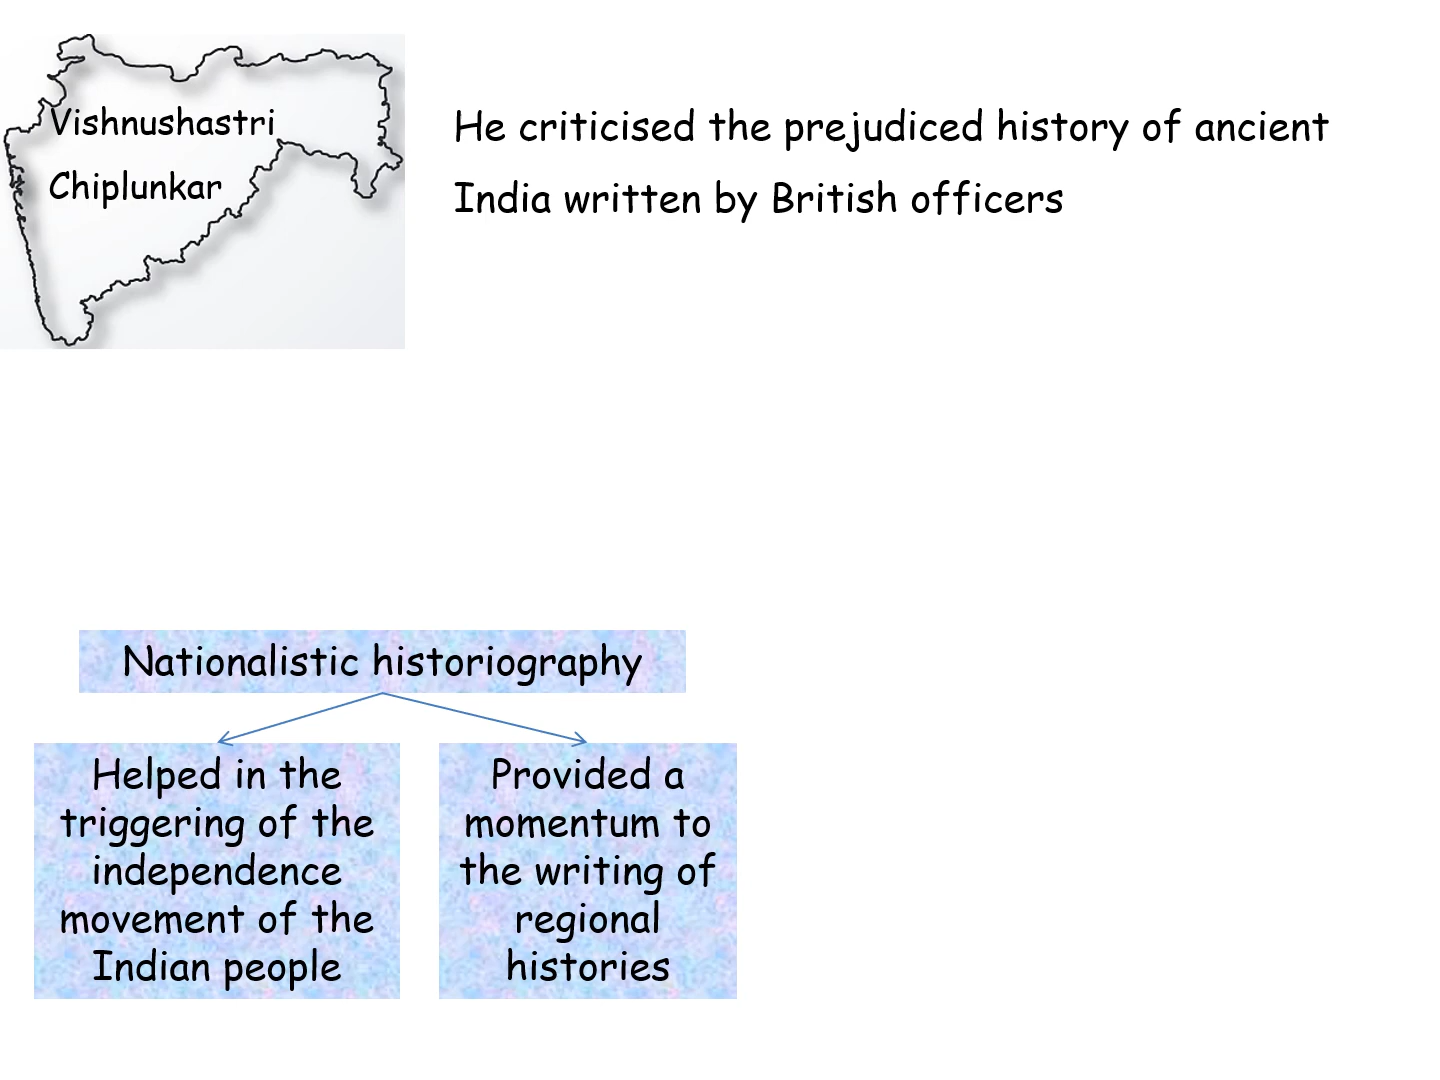 Vishnushastri
Chiplunkar
He criticised the prejudiced history of ancient
India written by British officers
Nationalistic historiography
Helped in the
triggering of the
independence
movement of the
Indian people
Provided a
momentum to
the writing of
regional
histories